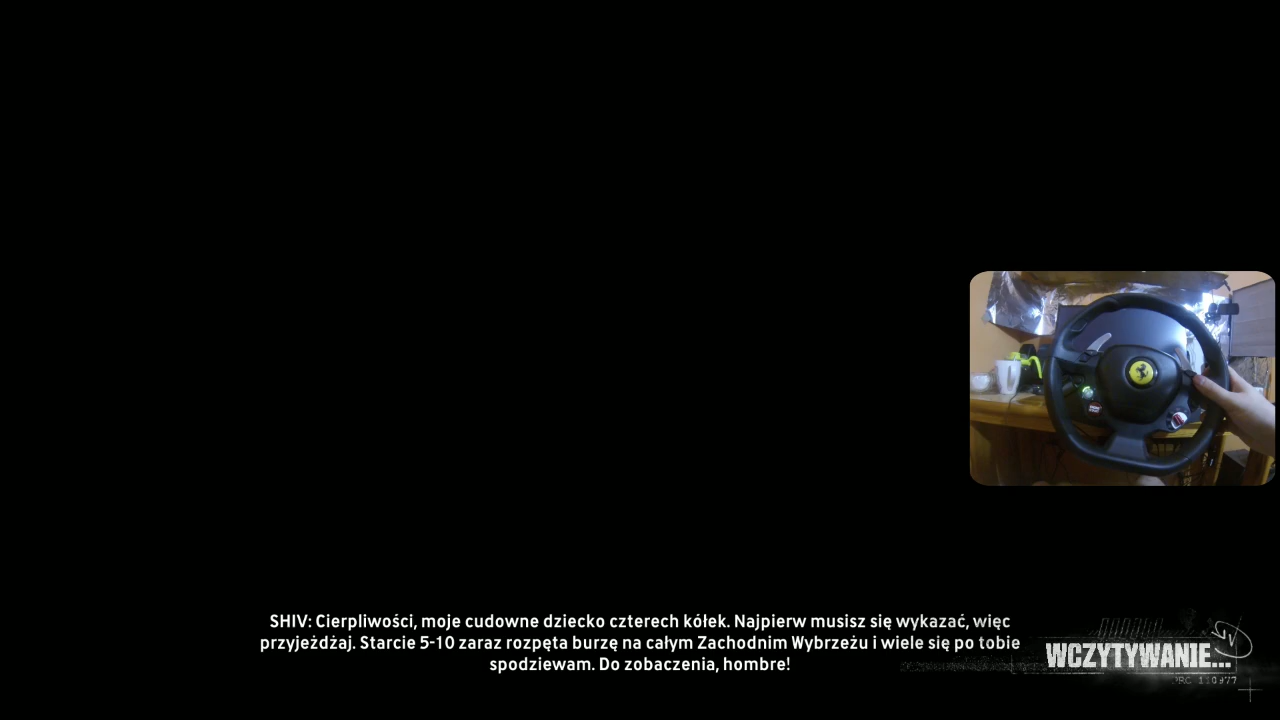 SHIV: Cierpliwości, moje cudowne dziecko czterech kółek. Najpierw musisz się wykazać, więc
przyjeżdżaj. Starcie 5-10 zaraz rozpęta burzę na całym Zachodnim Wybrzeżu i wiele się po tobie
spodziewam. Do zobaczenia, hombre!
WCZYTYWANIE...